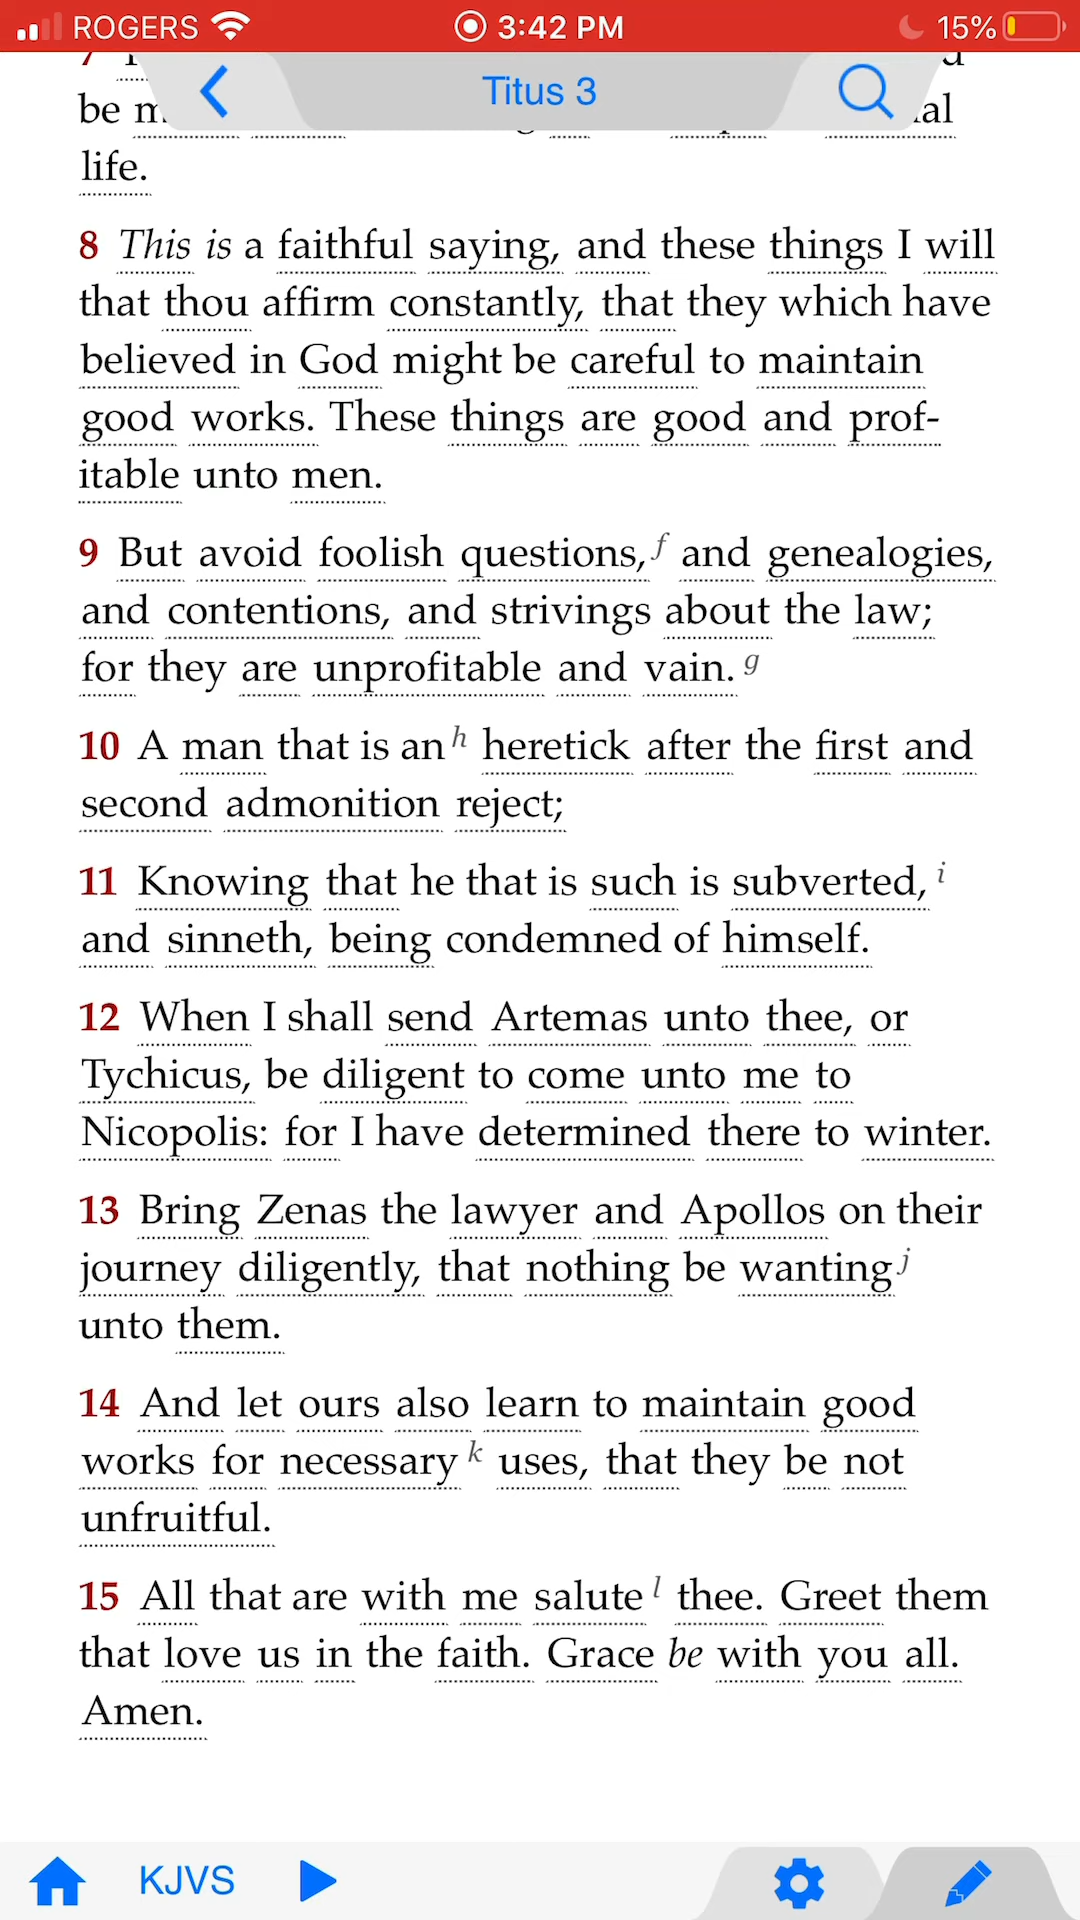 ROGERS 3:42 PM 15%
Titus 3
be
life.
8 This is a faithful saying, and these things I will
that thou affirm constantly, that they which have
believed in God might be careful to maintain
good works. These things are good and prof-
itable unto men.
9 But avoid foolish questions, f and genealogies,
and contentions, and strivings about the law;
for they are unprofitable and vain. g
10 A man that is an h heretick after the first and
second admonition reject;
11 Knowing that he that is such is subverted, i
and sinneth, being condemned of himself.
12 When I shall send Artemas unto thee, or
Tychicus, be diligent to come unto me to
Nicopolis: for I have determined there to winter.
13 Bring Zenas the lawyer and Apollos on their
journey diligently, that nothing be wanting j
unto them.
14 And let ours also learn to maintain good
works for necessary k uses, that they be not
unfruitful.
15 All that are with me salute l thee. Greet them
that love us in the faith. Grace be with you all.
Amen.
KJVS